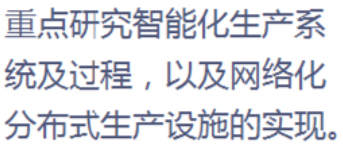 重点研究智能化生产系
统及过程，以及网络化
分布式生产设施的实现。